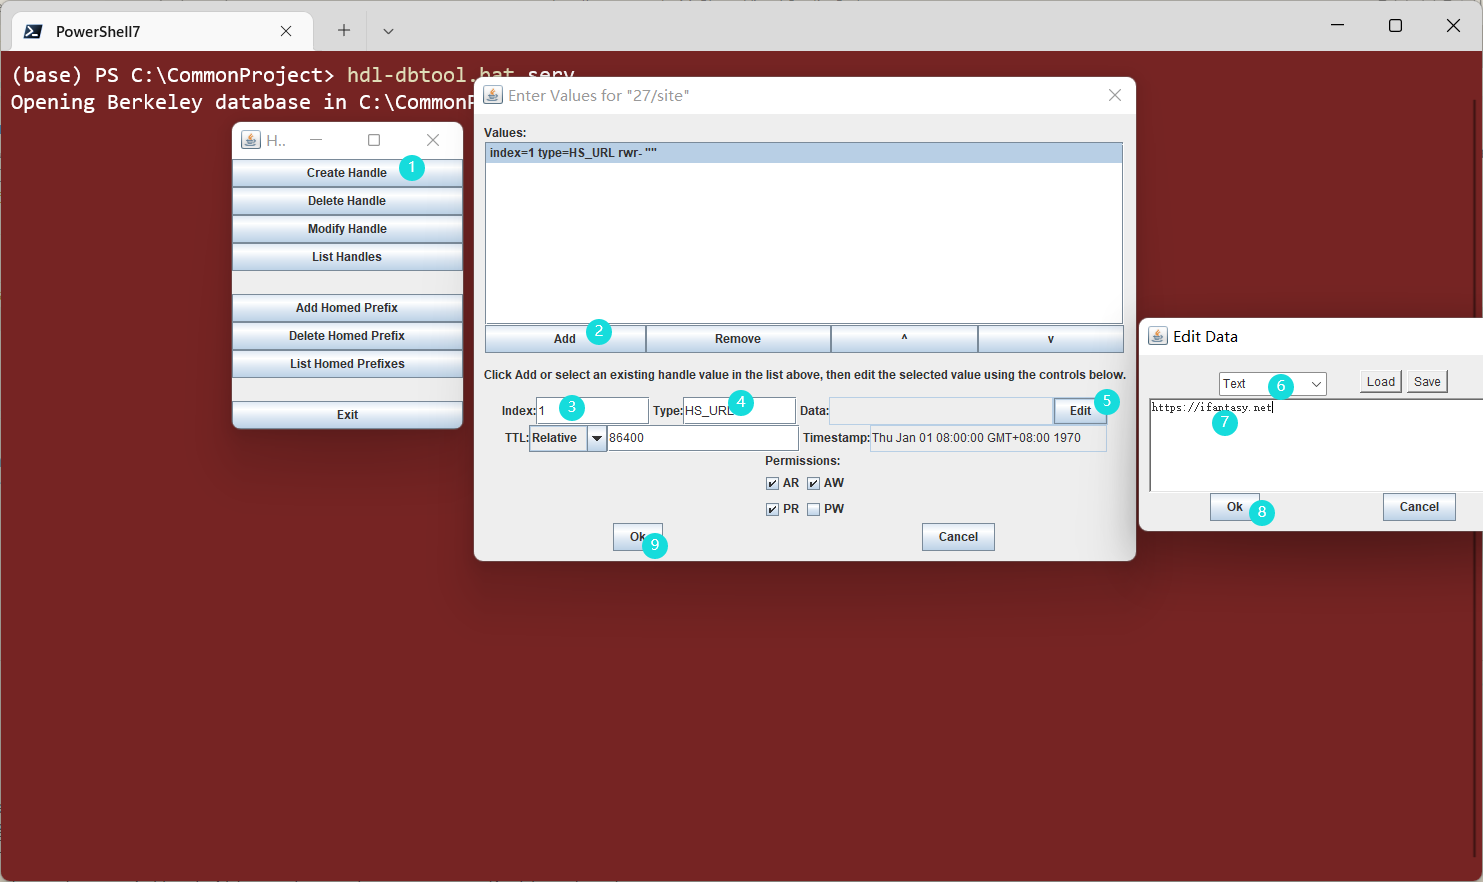 PowerShell7
(base) PS C:\CommonProject> hdl-dbtool.bat serv
Opening Berkeley database in C:\CommonP
H..
Create Handle 1
Delete Handle
Modify Handle
List Handles
Add Homed Prefix
Delete Homed Prefix
List Homed Prefixes
Exit
Enter Values for "27/site"
Values:
index=1 type=HS_URL rwr- ""
Add 2 Remove ^ v
Click Add or select an existing handle value in the list above, then edit the selected value using the controls below.
Index: 1 3 Type: HS_URL 4 Data: Edit 5
TTL: Relative 86400 Timestamp: Thu Jan 01 08:00:00 GMT+08:00 1970
Permissions:
AR AW
PR PW
Ok 9 Cancel
Edit Data
Text 6 Load Save
https://ifantasy.net
7
Ok 8 Cancel